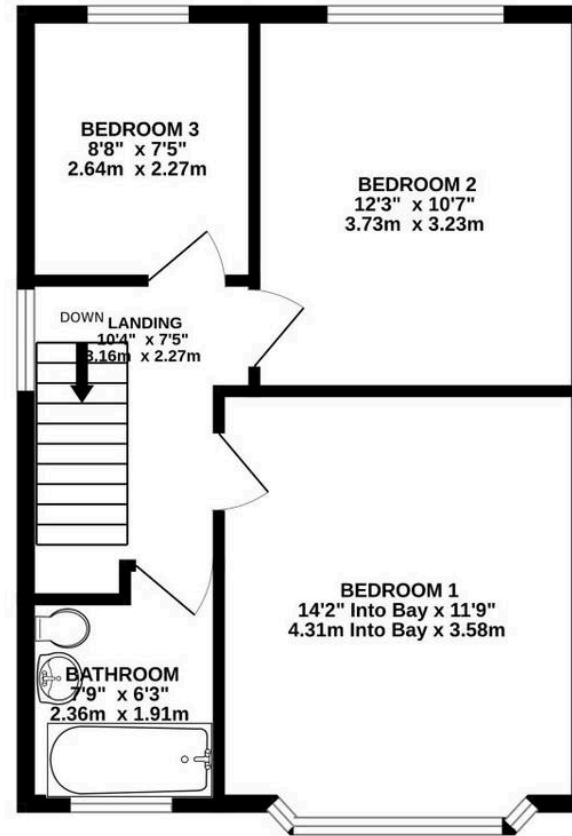 BEDROOM 3
8'8" x 7'5"
2.64m x 2.27m
BEDROOM 2
12'3" x 10'7"
3.73m x 3.23m
DOWN
LANDING
10'4" x 7'5"
3.16m x 2.27m
BEDROOM 1
14'2" Into Bay x 11'9"
4.31m Into Bay x 3.58m
BATHROOM
7'9" x 6'3"
2.36m x 1.91m